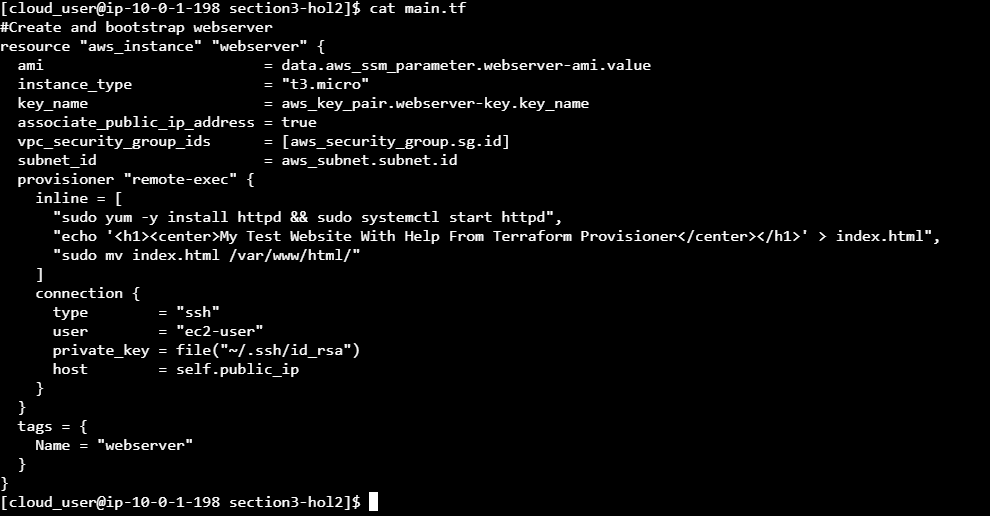 [cloud_user@ip-10-0-1-198 section3-hol2]$ cat main.tf
#Create and bootstrap webserver
resource "aws_instance" "webserver" {
  ami                         = data.aws_ssm_parameter.webserver-ami.value
  instance_type               = "t3.micro"
  key_name                    = aws_key_pair.webserver-key.key_name
  associate_public_ip_address = true
  vpc_security_group_ids      = [aws_security_group.sg.id]
  subnet_id                   = aws_subnet.subnet.id
  provisioner "remote-exec" {
    inline = [
      "sudo yum -y install httpd && sudo systemctl start httpd",
      "echo '<h1><center>My Test Website With Help From Terraform Provisioner</center></h1>' > index.html",
      "sudo mv index.html /var/www/html/"
    ]
    connection {
      type        = "ssh"
      user        = "ec2-user"
      private_key = file("~/.ssh/id_rsa")
      host        = self.public_ip
    }
  }
  tags = {
    Name = "webserver"
  }
}
[cloud_user@ip-10-0-1-198 section3-hol2]$